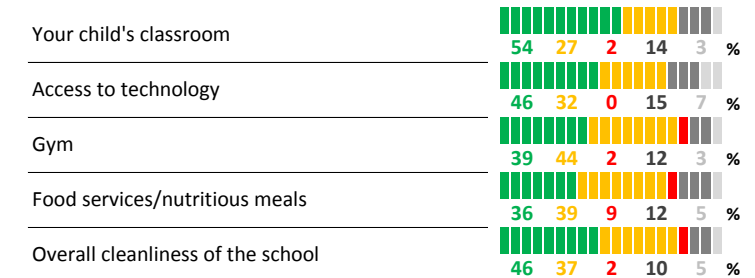 Your child's classroom
54 27 2 14 3 %
Access to technology
46 32 0 15 7 %
Gym
39 44 2 12 3 %
Food services/nutritious meals
36 39 9 12 5 %
Overall cleanliness of the school
46 37 2 10 5 %